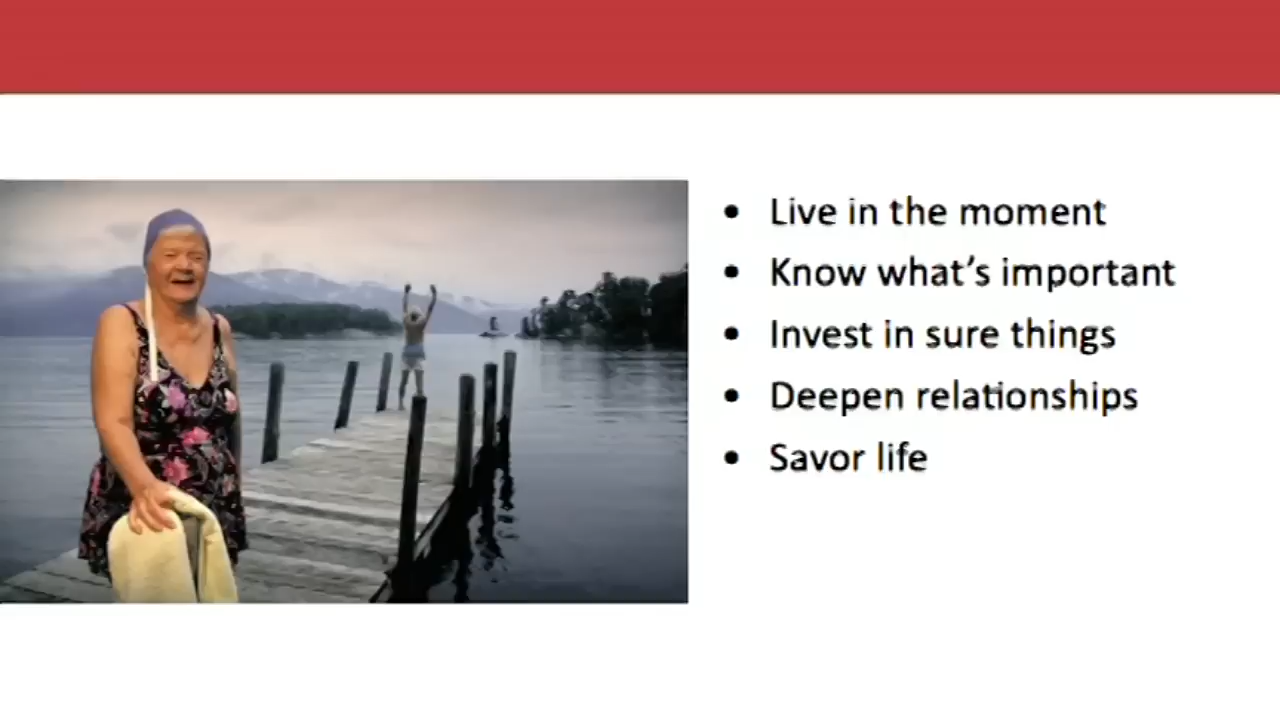 • Live in the moment
• Know what's important
• Invest in sure things
• Deepen relationships
• Savor life